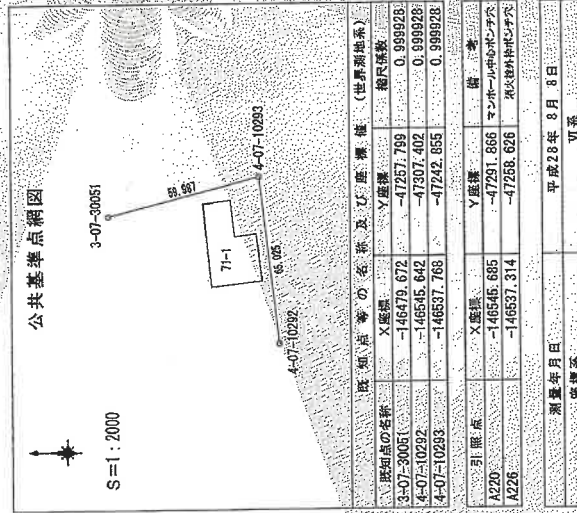 公共基準点網図
S=1:2000
3-07-30051
59.987
4-07-10293
71-1
65.025
4-07-10292
既知点等の名称及び座標値 (世界測地系)
既知点の名称 X座標 Y座標 縮尺係数
3-07-30051 -146479.672 -47257.799 0.999928
4-07-10292 -146545.642 -47307.402 0.999928
4-07-10293 -146537.768 -47242.855 0.999928
引照点 X座標 Y座標 備考
A220 -146545.685 -47291.866 マンホール中心ポンチ穴
A226 -146537.314 -47258.626 消火栓外枠ポンチ穴
測量年月日 平成28年 8月 8日
座標系 VI系